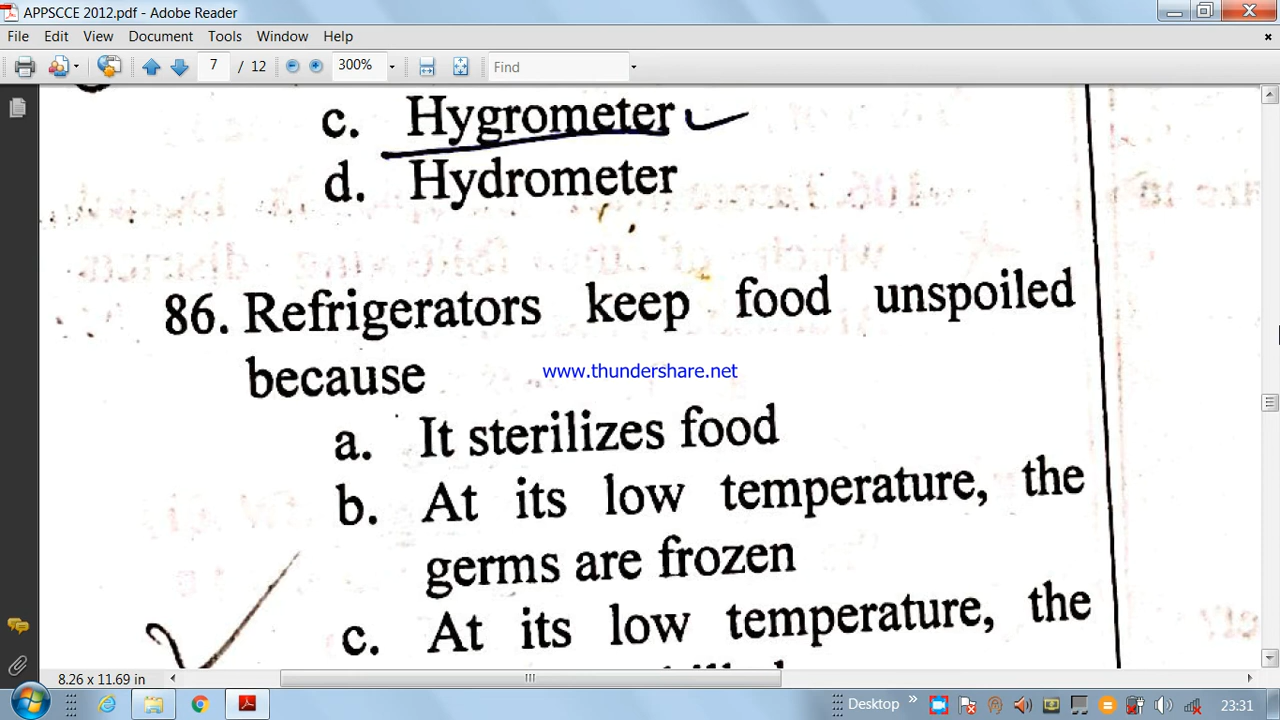 APPSCCE 2012.pdf - Adobe Reader
File Edit View Document Tools Window Help
7 / 12 300% Find
c. Hygrometer
d. Hydrometer
86. Refrigerators keep food unspoiled
because
www.thundershare.net
a. It sterilizes food
b. At its low temperature, the
germs are frozen
c. At its low temperature, the
8.26 x 11.69 in
Desktop » 23:31